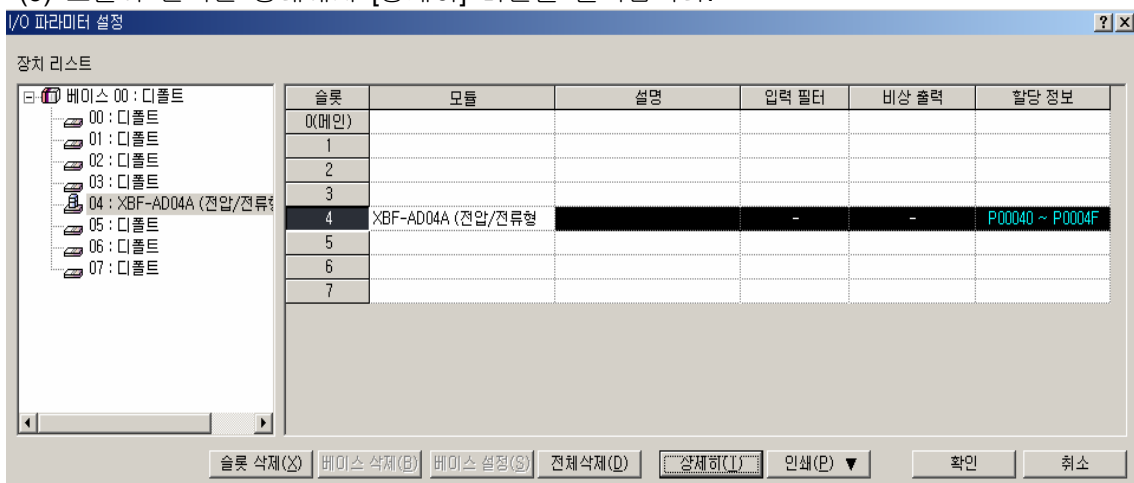 I/O 파라미터 설정
장치 리스트
베이스 00 : 디폴트
00 : 디폴트
01 : 디폴트
02 : 디폴트
03 : 디폴트
04 : XBF-AD04A (전압/전류형
05 : 디폴트
06 : 디폴트
07 : 디폴트
슬롯 모듈 설명 입력 필터 비상 출력 할당 정보
0(메인)
1
2
3
4 XBF-AD04A (전압/전류형 - - P00040 ~ P0004F
5
6
7
슬롯 삭제(X) 베이스 삭제(B) 베이스 설정(S) 전체삭제(D) 상세히(T) 인쇄(P) ▼ 확인 취소